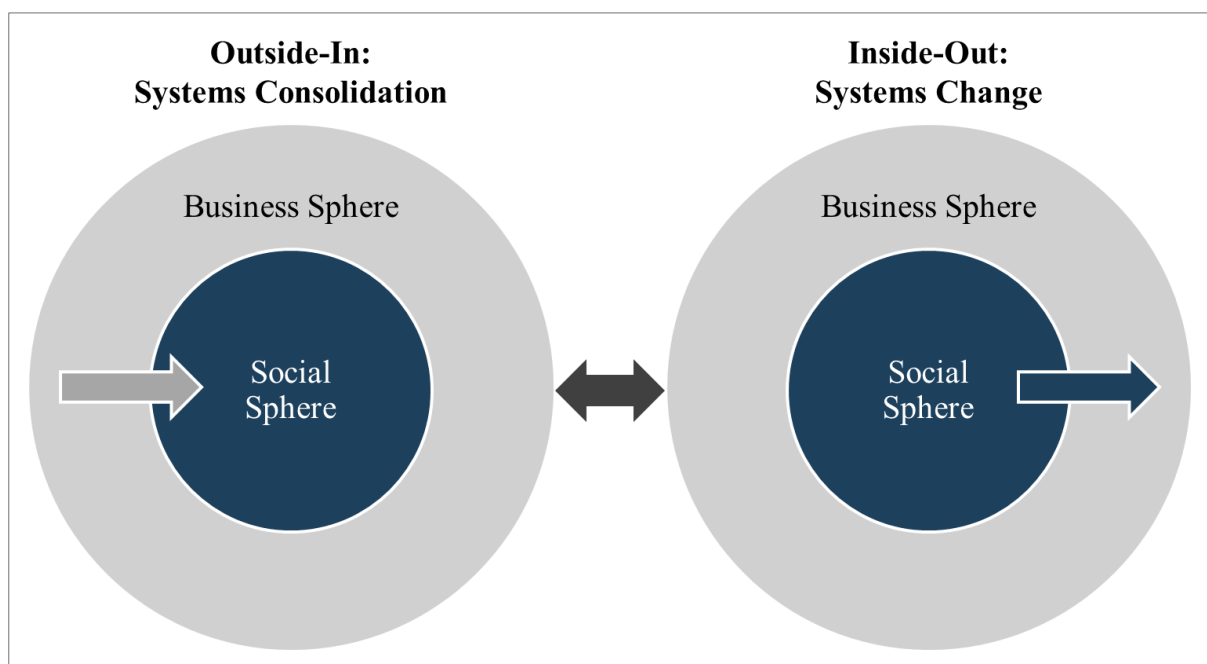 Outside-In:
Systems Consolidation
Business Sphere
Social
Sphere
Inside-Out:
Systems Change
Business Sphere
Social
Sphere